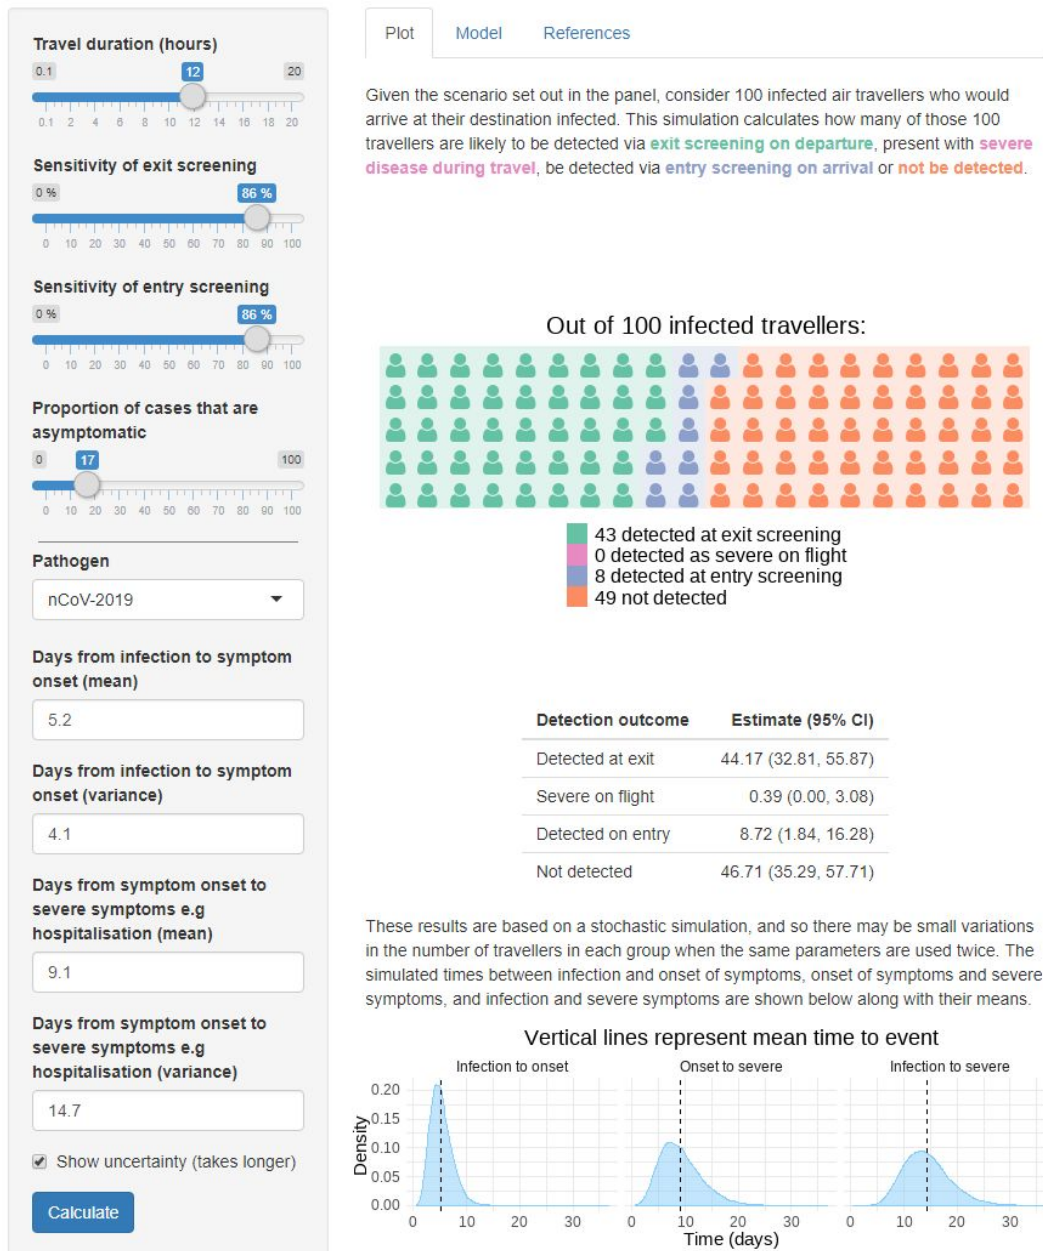 Travel duration (hours)
0.1 12 20
0.1 2 4 6 8 10 12 14 16 18 20
Sensitivity of exit screening
0 % 86 %
0 10 20 30 40 50 60 70 80 90 100
Sensitivity of entry screening
0 % 86 %
0 10 20 30 40 50 60 70 80 90 100
Proportion of cases that are
asymptomatic
0 17 100
0 10 20 30 40 50 60 70 80 90 100
Pathogen
nCoV-2019
Days from infection to symptom
onset (mean)
5.2
Days from infection to symptom
onset (variance)
4.1
Days from symptom onset to
severe symptoms e.g
hospitalisation (mean)
9.1
Days from symptom onset to
severe symptoms e.g
hospitalisation (variance)
14.7
Show uncertainty (takes longer)
Calculate
Plot Model References
Given the scenario set out in the panel, consider 100 infected air travellers who would
arrive at their destination infected. This simulation calculates how many of those 100
travellers are likely to be detected via exit screening on departure, present with severe
disease during travel, be detected via entry screening on arrival or not be detected.
Out of 100 infected travellers:
43 detected at exit screening
0 detected as severe on flight
8 detected at entry screening
49 not detected
Detection outcome Estimate (95% CI)
Detected at exit 44.17 (32.81, 55.87)
Severe on flight 0.39 (0.00, 3.08)
Detected on entry 8.72 (1.84, 16.28)
Not detected 46.71 (35.29, 57.71)
These results are based on a stochastic simulation, and so there may be small variations
in the number of travellers in each group when the same parameters are used twice. The
simulated times between infection and onset of symptoms, onset of symptoms and severe
symptoms, and infection and severe symptoms are shown below along with their means.
Vertical lines represent mean time to event
Infection to onset Onset to severe Infection to severe
Density
0.20
0.15
0.10
0.05
0.00
0 10 20 30 0 10 20 30 0 10 20 30
Time (days)